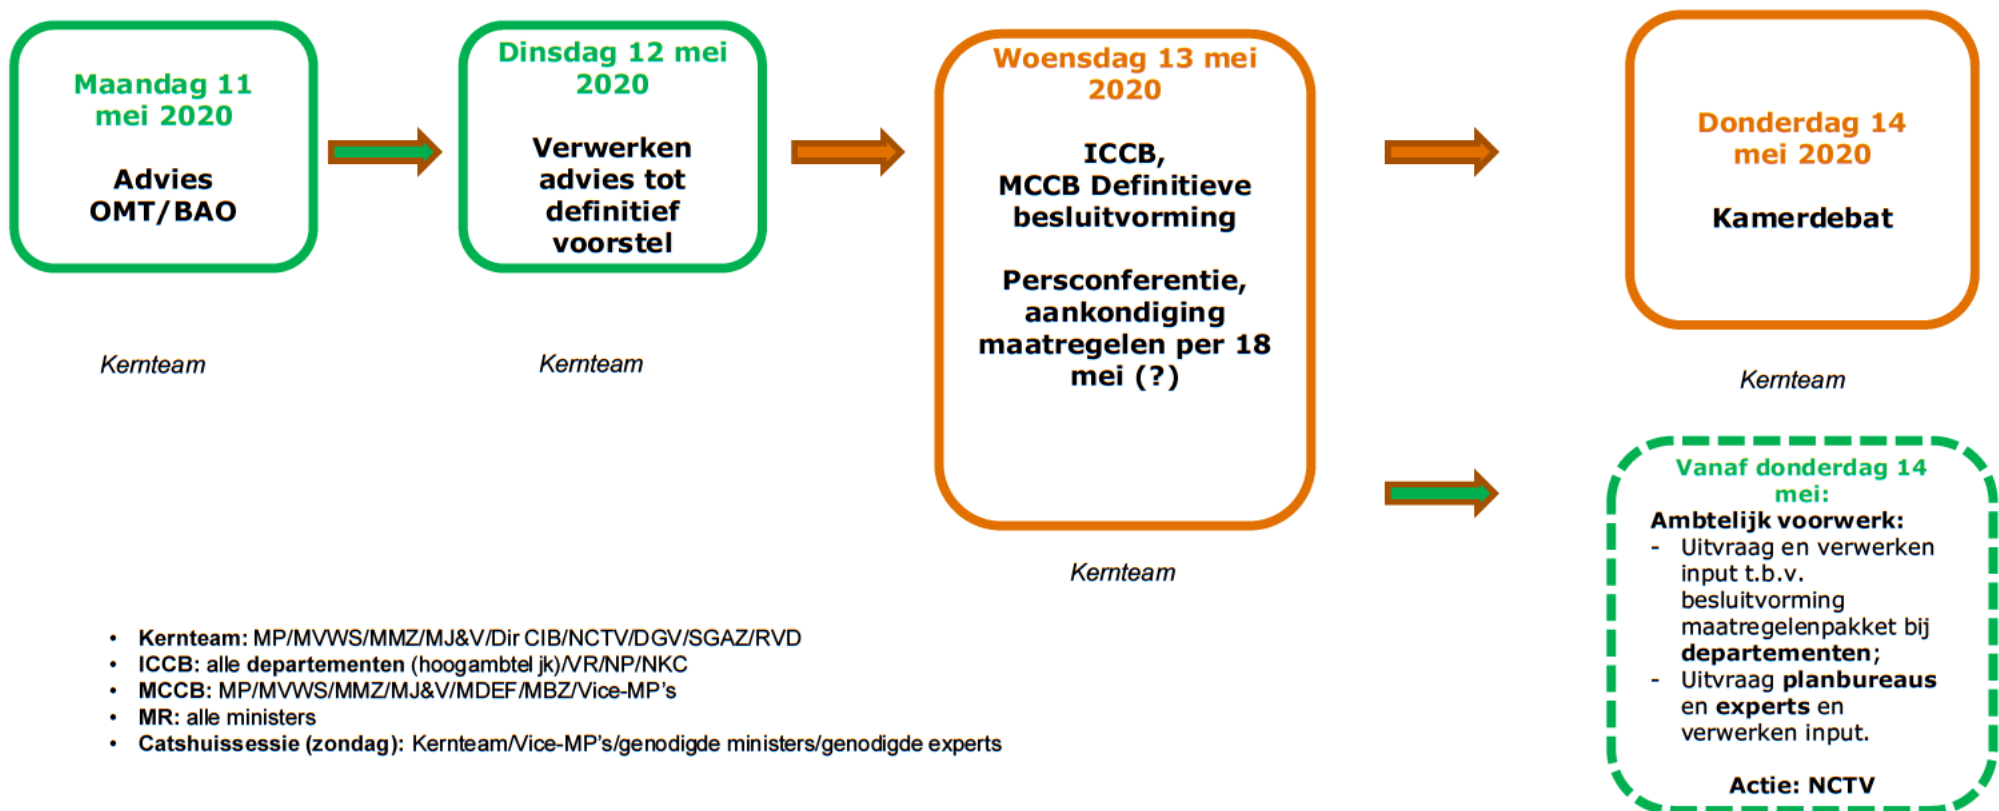 Maandag 11
mei 2020
Advies
OMT/BAO
Kernteam
Dinsdag 12 mei
2020
Verwerken
advies tot
definitief
voorstel
Kernteam
Woensdag 13 mei
2020
ICCB,
MCCB Definitieve
besluitvorming
Persconferentie,
aankondiging
maatregelen per 18
mei (?)
Kernteam
Donderdag 14
mei 2020
Kamerdebat
Kernteam
Vanaf donderdag 14
mei:
Ambtelijk voorwerk:
- Uitvraag en verwerken
input t.b.v.
besluitvorming
maatregelenpakket bij
departementen;
- Uitvraag planbureaus
en experts en
verwerken input.
Actie: NCTV
• Kernteam: MP/MVWS/MMZ/MJ&V/Dir CIB/NCTV/DGV/SGAZ/RVD
• ICCB: alle departementen (hoogambtel jk)/VR/NP/NKC
• MCCB: MP/MVWS/MMZ/MJ&V/MDEF/MBZ/Vice-MP's
• MR: alle ministers
• Catshuissessie (zondag): Kernteam/Vice-MP's/genodigde ministers/genodigde experts